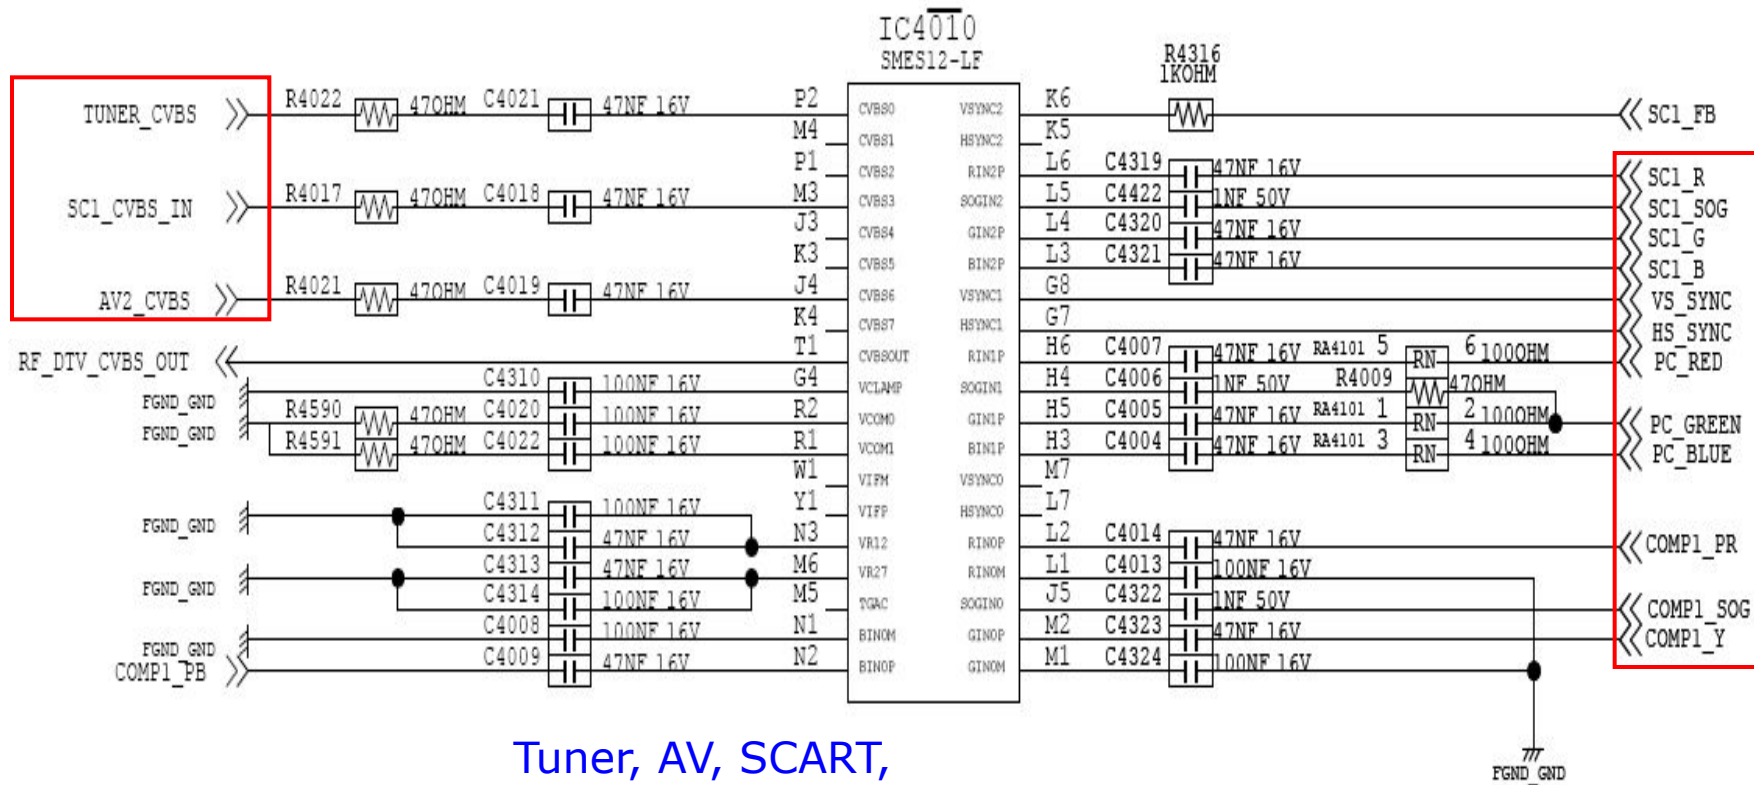 IC4010
SMES12-LF
R4316
1KOHM
TUNER_CVBS R4022 47OHM C4021 47NF 16V P2 CVBS0 VSYNC2 K6 SC1_FB
M4 CVBS1 HSYNC2 K5
P1 CVBS2 RIN2P L6 C4319 47NF 16V SC1_R
SC1_CVBS_IN R4017 47OHM C4018 47NF 16V M3 CVBS3 SOGIN2 L5 C4422 1NF 50V SC1_SOG
J3 CVBS4 GIN2P L4 C4320 47NF 16V SC1_G
K3 CVBS5 BIN2P L3 C4321 47NF 16V SC1_B
AV2_CVBS R4021 47OHM C4019 47NF 16V J4 CVBS6 VSYNC1 G8 VS_SYNC
K4 CVBS7 HSYNC1 G7 HS_SYNC
RF_DTV_CVBS_OUT T1 CVBSOUT RIN1P H6 C4007 47NF 16V RA4101 5 RN 6 100OHM PC_RED
FGND_GND C4310 100NF 16V G4 VCLAMP SOGIN1 H4 C4006 1NF 50V R4009 47OHM
FGND_GND R4590 47OHM C4020 100NF 16V R2 VCOM0 GIN1P H5 C4005 47NF 16V RA4101 1 RN 2 100OHM PC_GREEN
R4591 47OHM C4022 100NF 16V R1 VCOM1 BIN1P H3 C4004 47NF 16V RA4101 3 RN 4 100OHM PC_BLUE
W1 VIFM VSYNC0 M7
FGND_GND C4311 100NF 16V Y1 VIFP HSYNC0 L7
C4312 47NF 16V N3 VR12 RIN0P L2 C4014 47NF 16V COMP1_PR
FGND_GND C4313 47NF 16V M6 VR27 RIN0M L1 C4013 100NF 16V
C4314 100NF 16V M5 TGAC SOGIN0 J5 C4322 1NF 50V COMP1_SOG
FGND_GND C4008 100NF 16V N1 BIN0M GIN0P M2 C4323 47NF 16V COMP1_Y
COMP1_PB C4009 47NF 16V N2 BIN0P GIN0M M1 C4324 100NF 16V
Tuner, AV, SCART,
FGND_GND